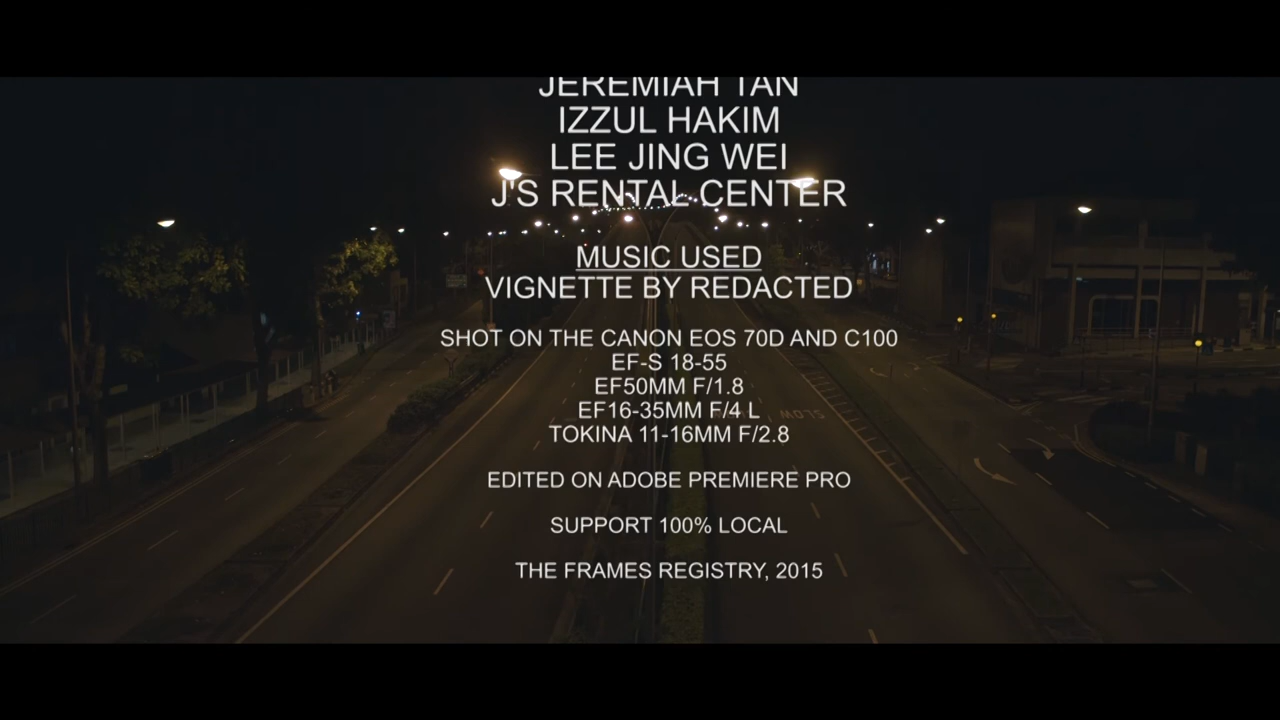 JEREMIAH TAN
IZZUL HAKIM
LEE JING WEI
J'S RENTAL CENTER
MUSIC USED
VIGNETTE BY REDACTED
SHOT ON THE CANON EOS 70D AND C100
EF-S 18-55
EF50MM F/1.8
EF16-35MM F/4 L
TOKINA 11-16MM F/2.8
SLOW
EDITED ON ADOBE PREMIERE PRO
SUPPORT 100% LOCAL
THE FRAMES REGISTRY, 2015